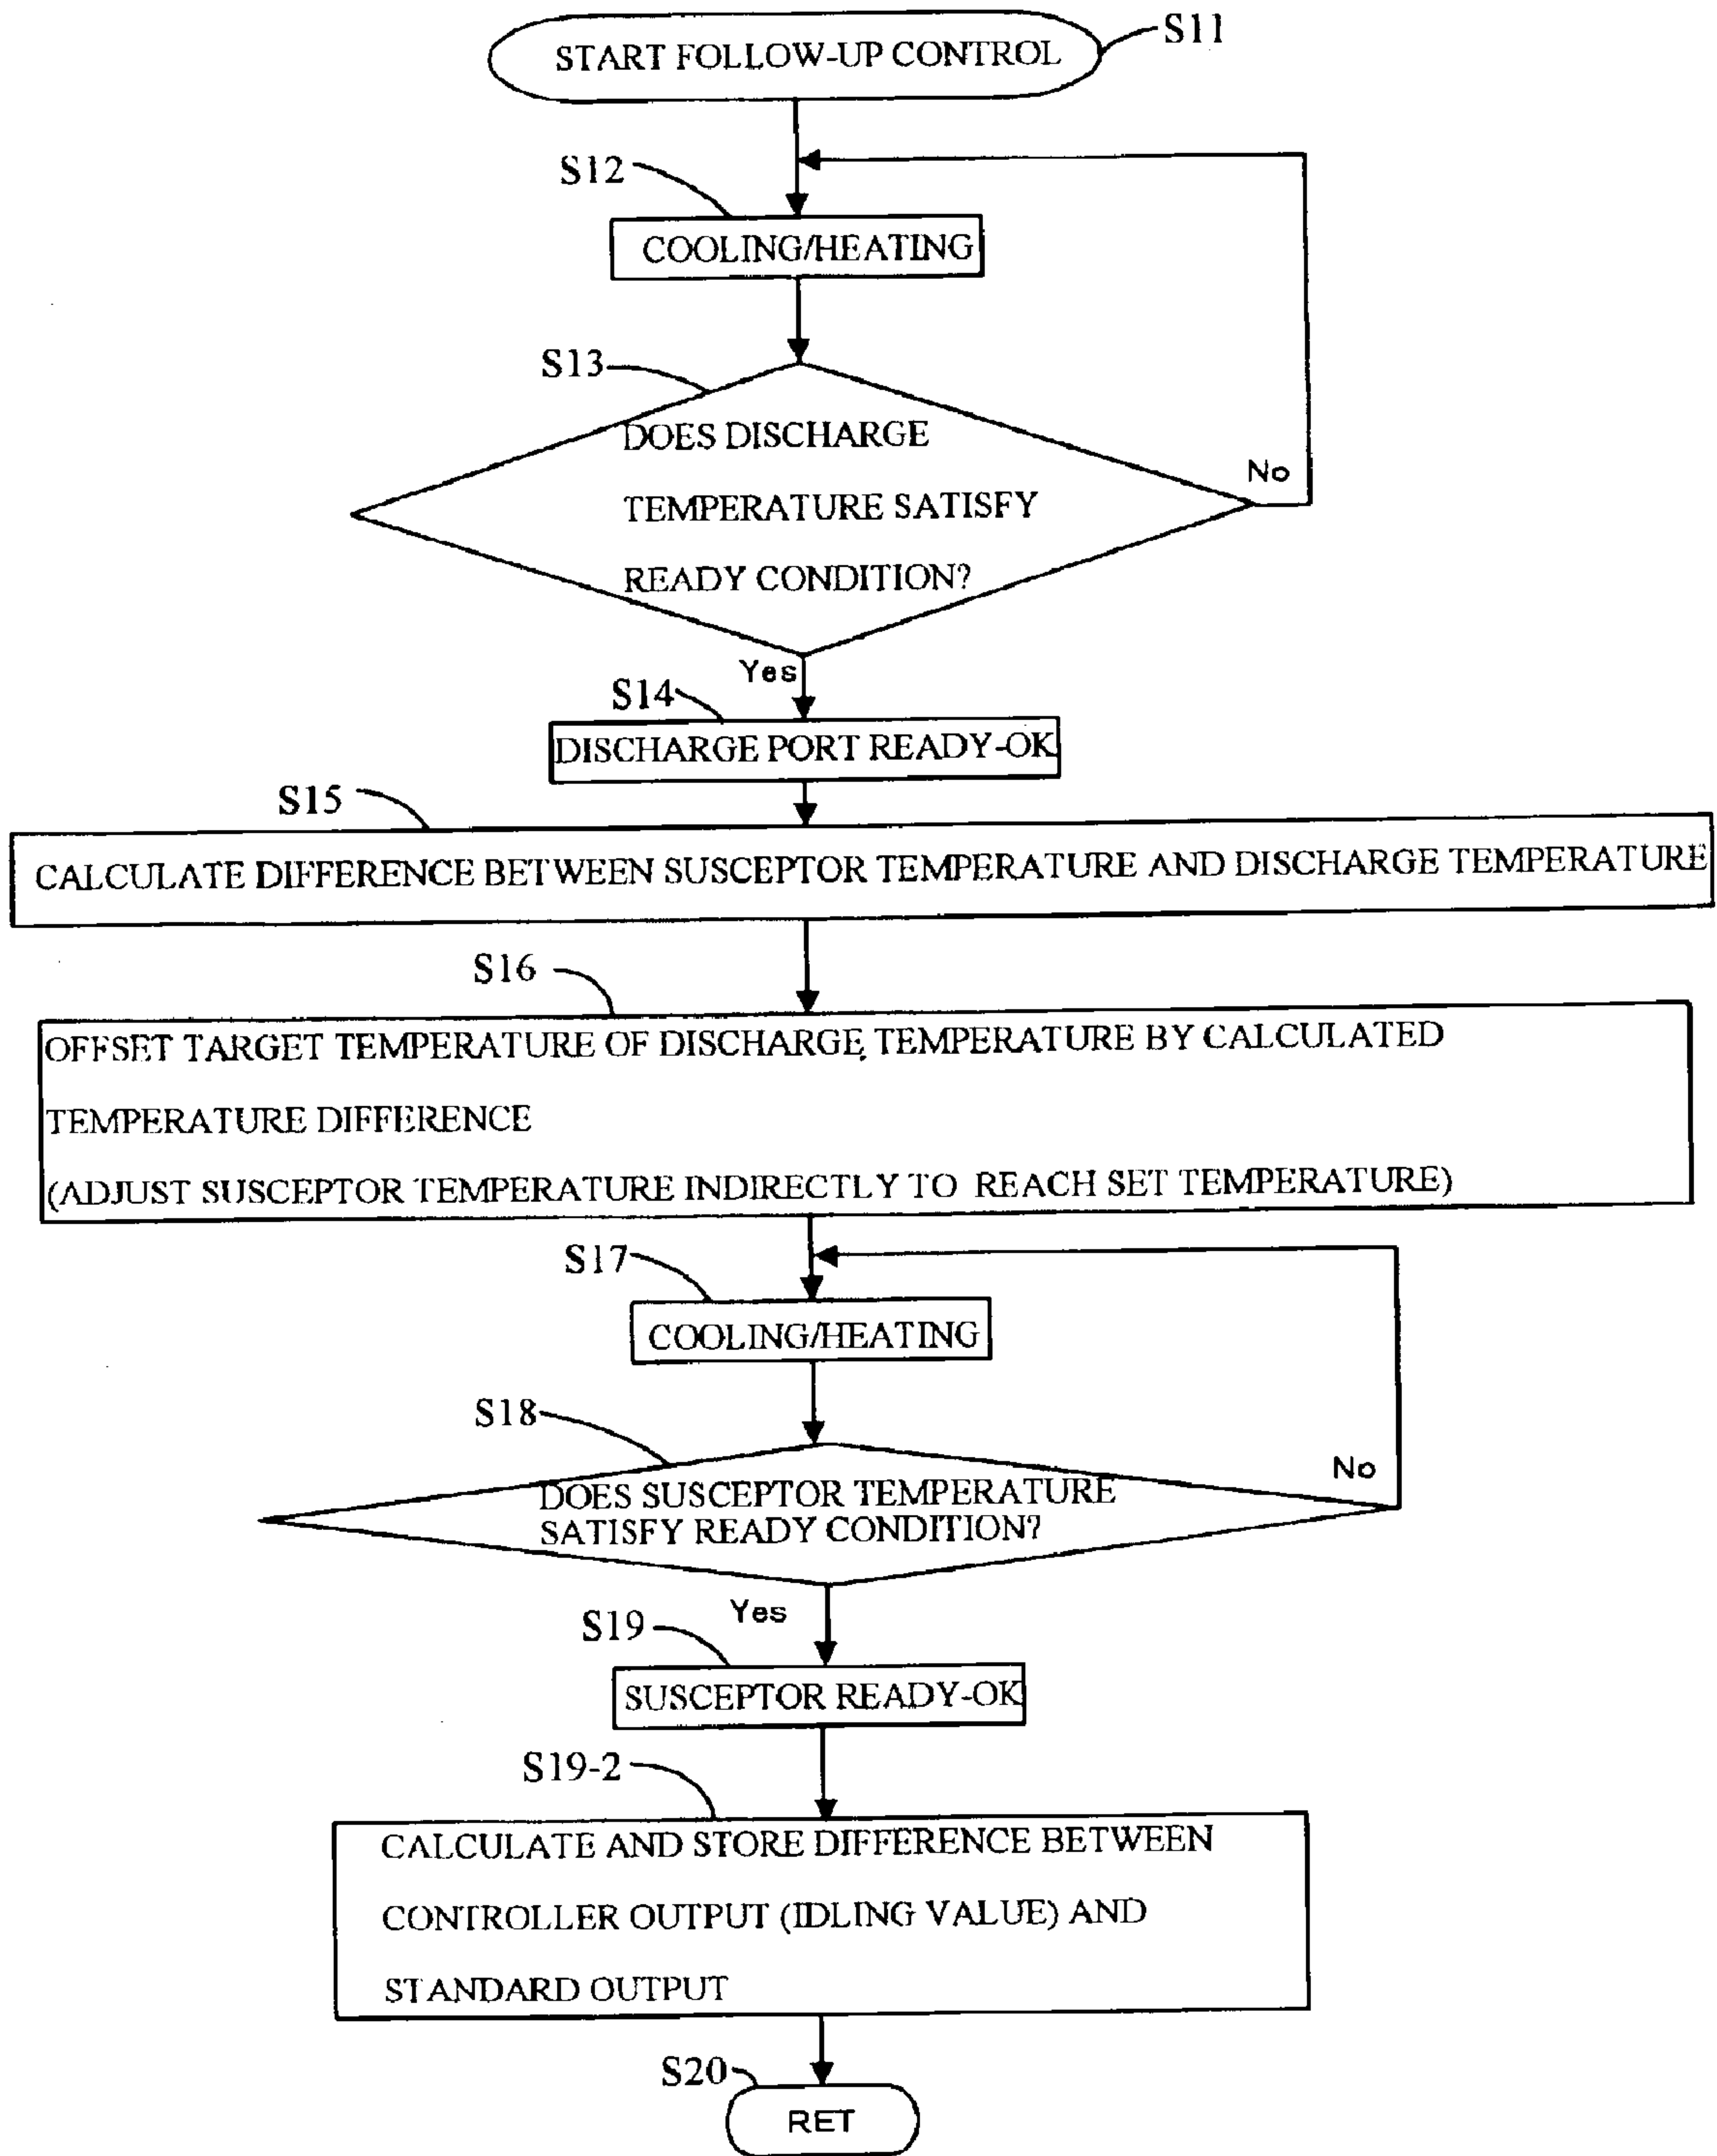 START FOLLOW-UP CONTROL
S11
S12
COOLING/HEATING
S13
DOES DISCHARGE
TEMPERATURE SATISFY
READY CONDITION?
No
Yes
S14
DISCHARGE PORT READY-OK
S15
CALCULATE DIFFERENCE BETWEEN SUSCEPTOR TEMPERATURE AND DISCHARGE TEMPERATURE
S16
OFFSET TARGET TEMPERATURE OF DISCHARGE TEMPERATURE BY CALCULATED
TEMPERATURE DIFFERENCE
(ADJUST SUSCEPTOR TEMPERATURE INDIRECTLY TO REACH SET TEMPERATURE)
S17
COOLING/HEATING
S18
DOES SUSCEPTOR TEMPERATURE
SATISFY READY CONDITION?
No
Yes
S19
SUSCEPTOR READY-OK
S19-2
CALCULATE AND STORE DIFFERENCE BETWEEN
CONTROLLER OUTPUT (IDLING VALUE) AND
STANDARD OUTPUT
S20
RET